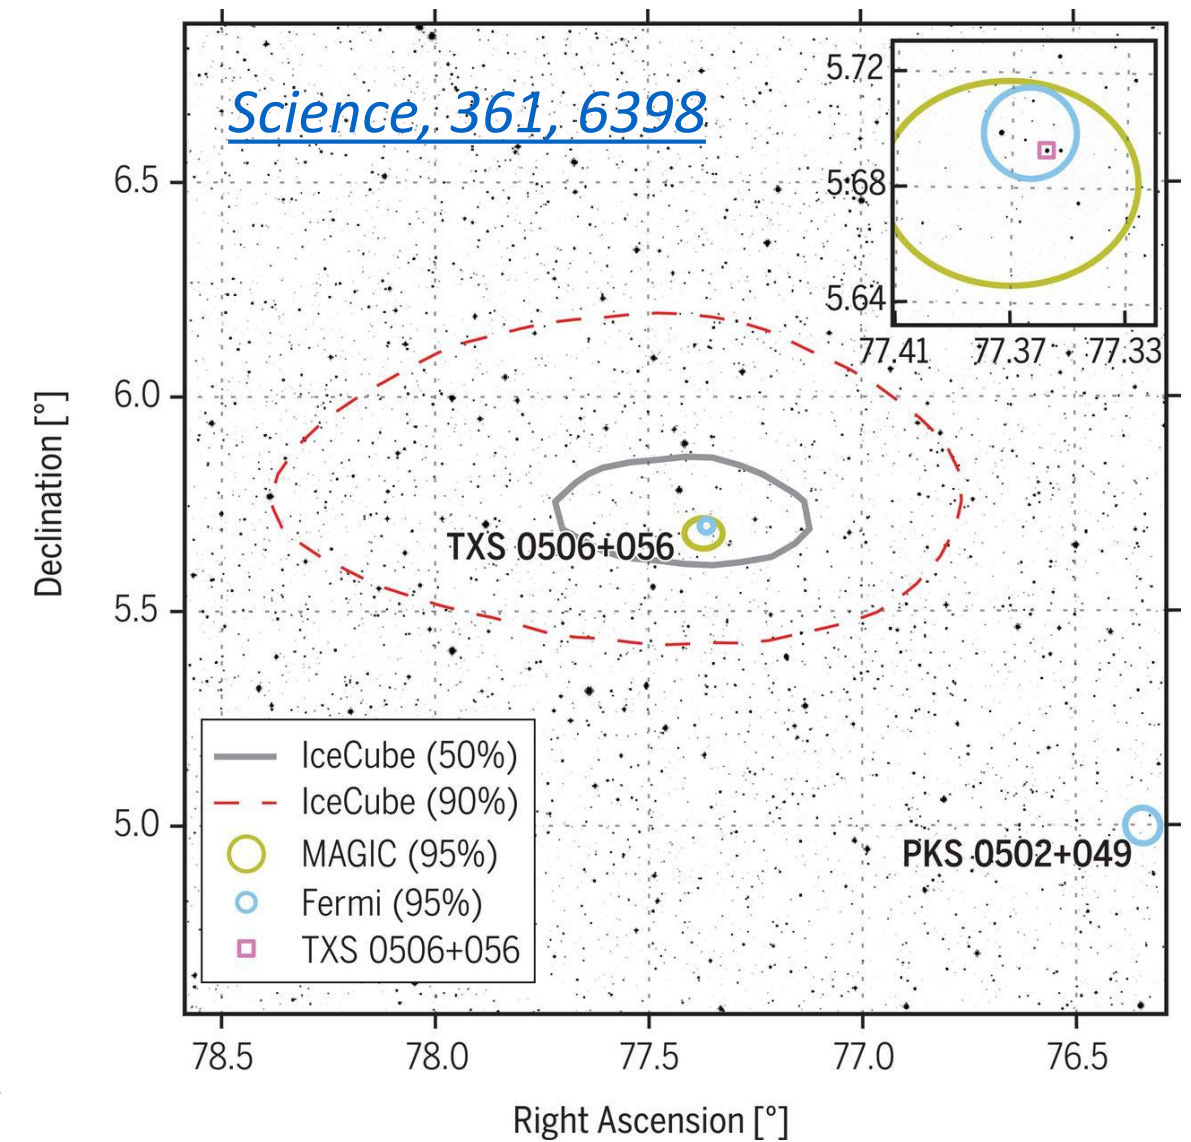 Science, 361, 6398
5.72
5.68
5.64
77.41 77.37 77.33
6.5
6.0
5.5
5.0
Declination [°]
TXS 0506+056
PKS 0502+049
IceCube (50%)
IceCube (90%)
MAGIC (95%)
Fermi (95%)
TXS 0506+056
78.5 78.0 77.5 77.0 76.5
Right Ascension [°]